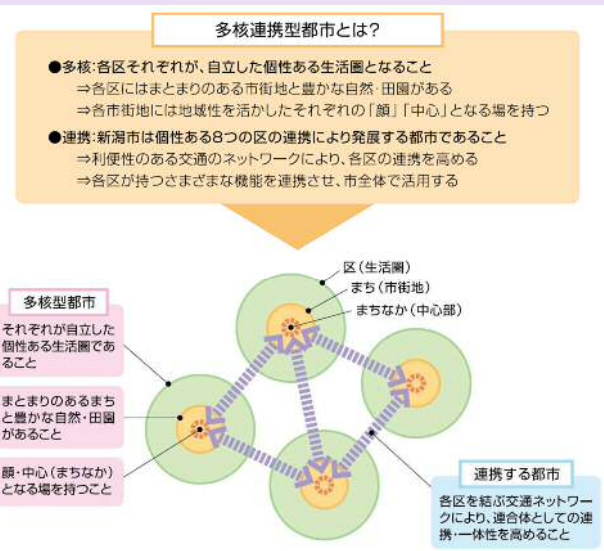 多核連携型都市とは?
●多核:各区それぞれが、自立した個性ある生活圏となること
⇒各区にはまとまりのある市街地と豊かな自然・田園がある
⇒各市街地には地域性を活かしたそれぞれの「顔」「中心」となる場を持つ
●連携:新潟市は個性ある8つの区の連携により発展する都市であること
⇒利便性のある交通のネットワークにより、各区の連携を高める
⇒各区が持つさまざまな機能を連携させ、市全体で活用する
区(生活圏)
まち(市街地)
まちなか(中心部)
多核型都市
それぞれが自立した
個性ある生活圏であ
ること
まとまりのあるまち
と豊かな自然・田園
があること
顔・中心(まちなか)
となる場を持つこと
連携する都市
各区を結ぶ交通ネットワー
クにより、連合体としての連
携・一体性を高めること